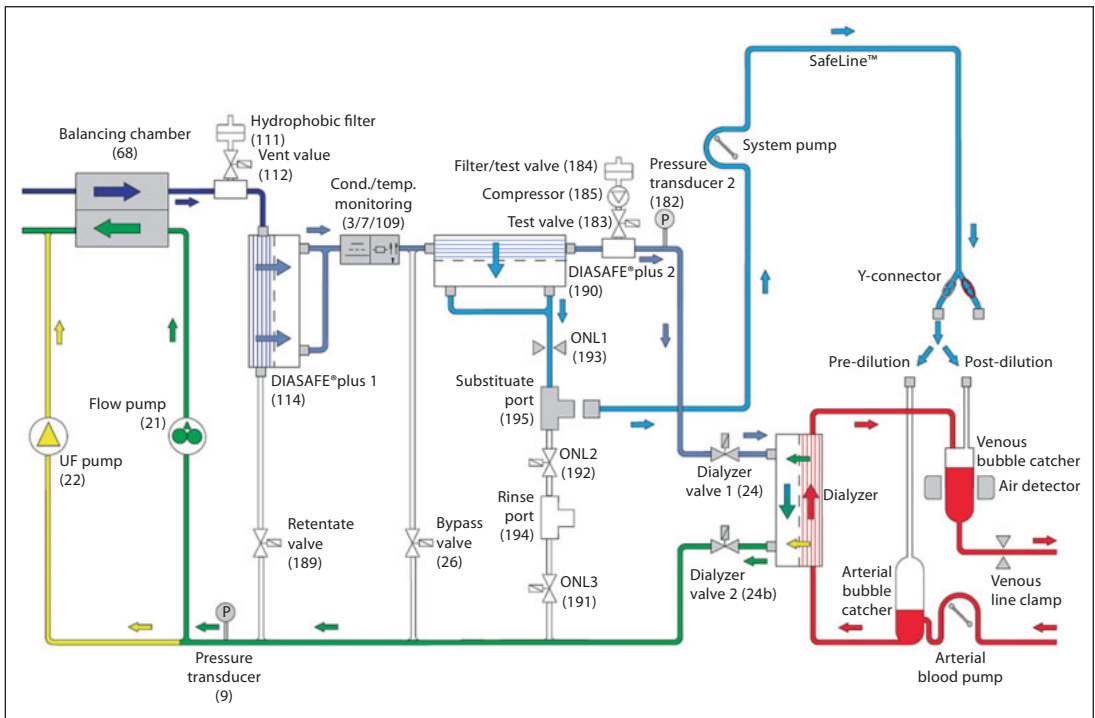 SafeLine™
Balancing chamber
(68)
Hydrophobic filter
(111)
Vent value
(112)
Cond./temp.
monitoring
(3/7/109)
Filter/test valve (184)
Compressor (185)
Test valve (183)
Pressure
transducer 2
(182)
P
System pump
DIASAFE®plus 2
(190)
Y-connector
ONL1
(193)
Pre-dilution
Post-dilution
DIASAFE®plus 1
(114)
Substituate
port
(195)
Flow pump
(21)
UF pump
(22)
ONL2
(192)
Dialyzer
valve 1 (24)
Dialyzer
Venous
bubble catcher
Air detector
Rinse
port
(194)
Retentate
valve
(189)
Bypass
valve
(26)
ONL3
(191)
Dialyzer
valve 2 (24b)
Arterial
bubble
catcher
Venous
line clamp
P
Pressure
transducer
(9)
Arterial
blood pump